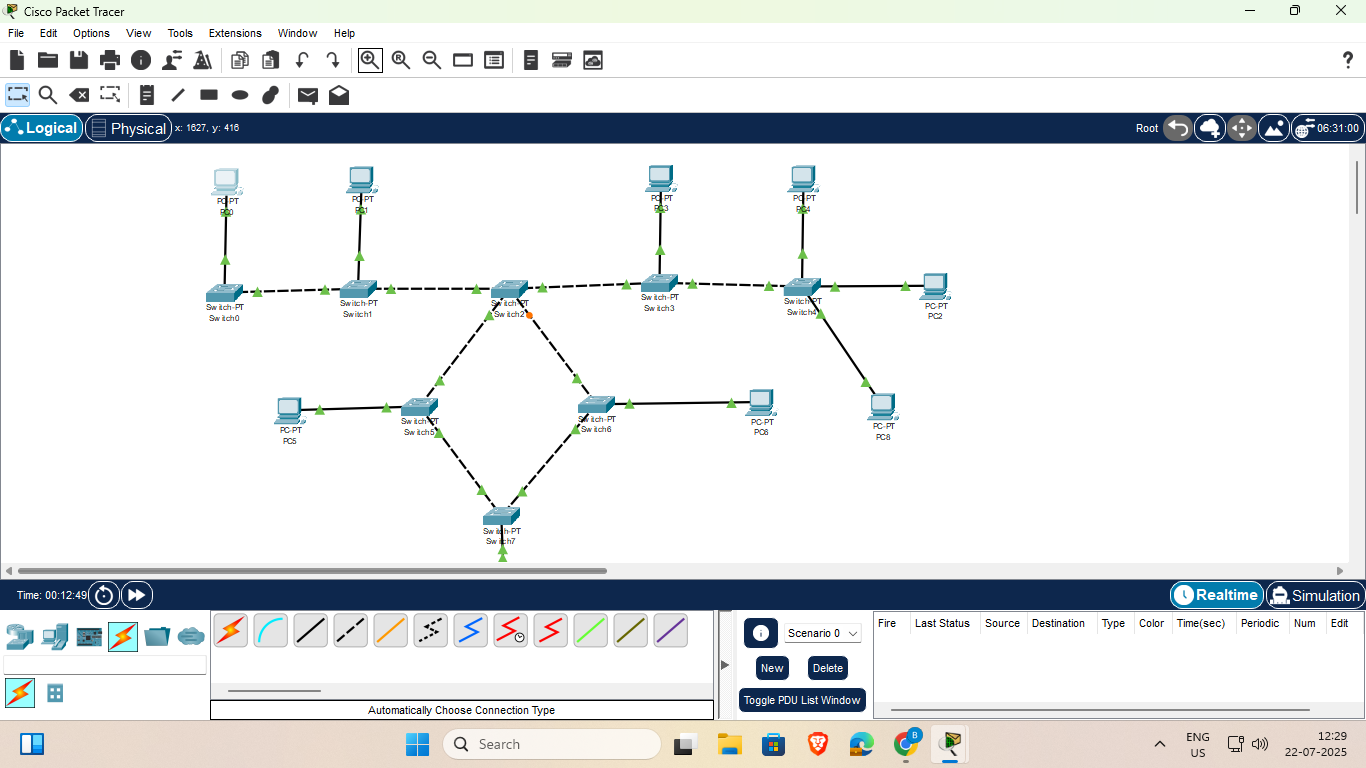 Cisco Packet Tracer
File Edit Options View Tools Extensions Window Help
R
?
Logical Physical x: 1627, y: 416 Root 06:31:00
PC-PT
PC0
PC-PT
PC1
PC-PT
PC3
PC-PT
PC4
Switch-PT
Switch0
Switch-PT
Switch1
Switch-PT
Switch2
Switch-PT
Switch3
Switch-PT
Switch4
PC-PT
PC2
PC-PT
PC5
Switch-PT
Switch5
Switch-PT
Switch6
PC-PT
PC6
PC-PT
PC8
Switch-PT
Switch7
Time: 00:12:49 Realtime Simulation
Scenario 0
New Delete
Toggle PDU List Window
Fire Last Status Source Destination Type Color Time(sec) Periodic Num Edit
Automatically Choose Connection Type
Search
B
ENG
US
12:29
22-07-2025